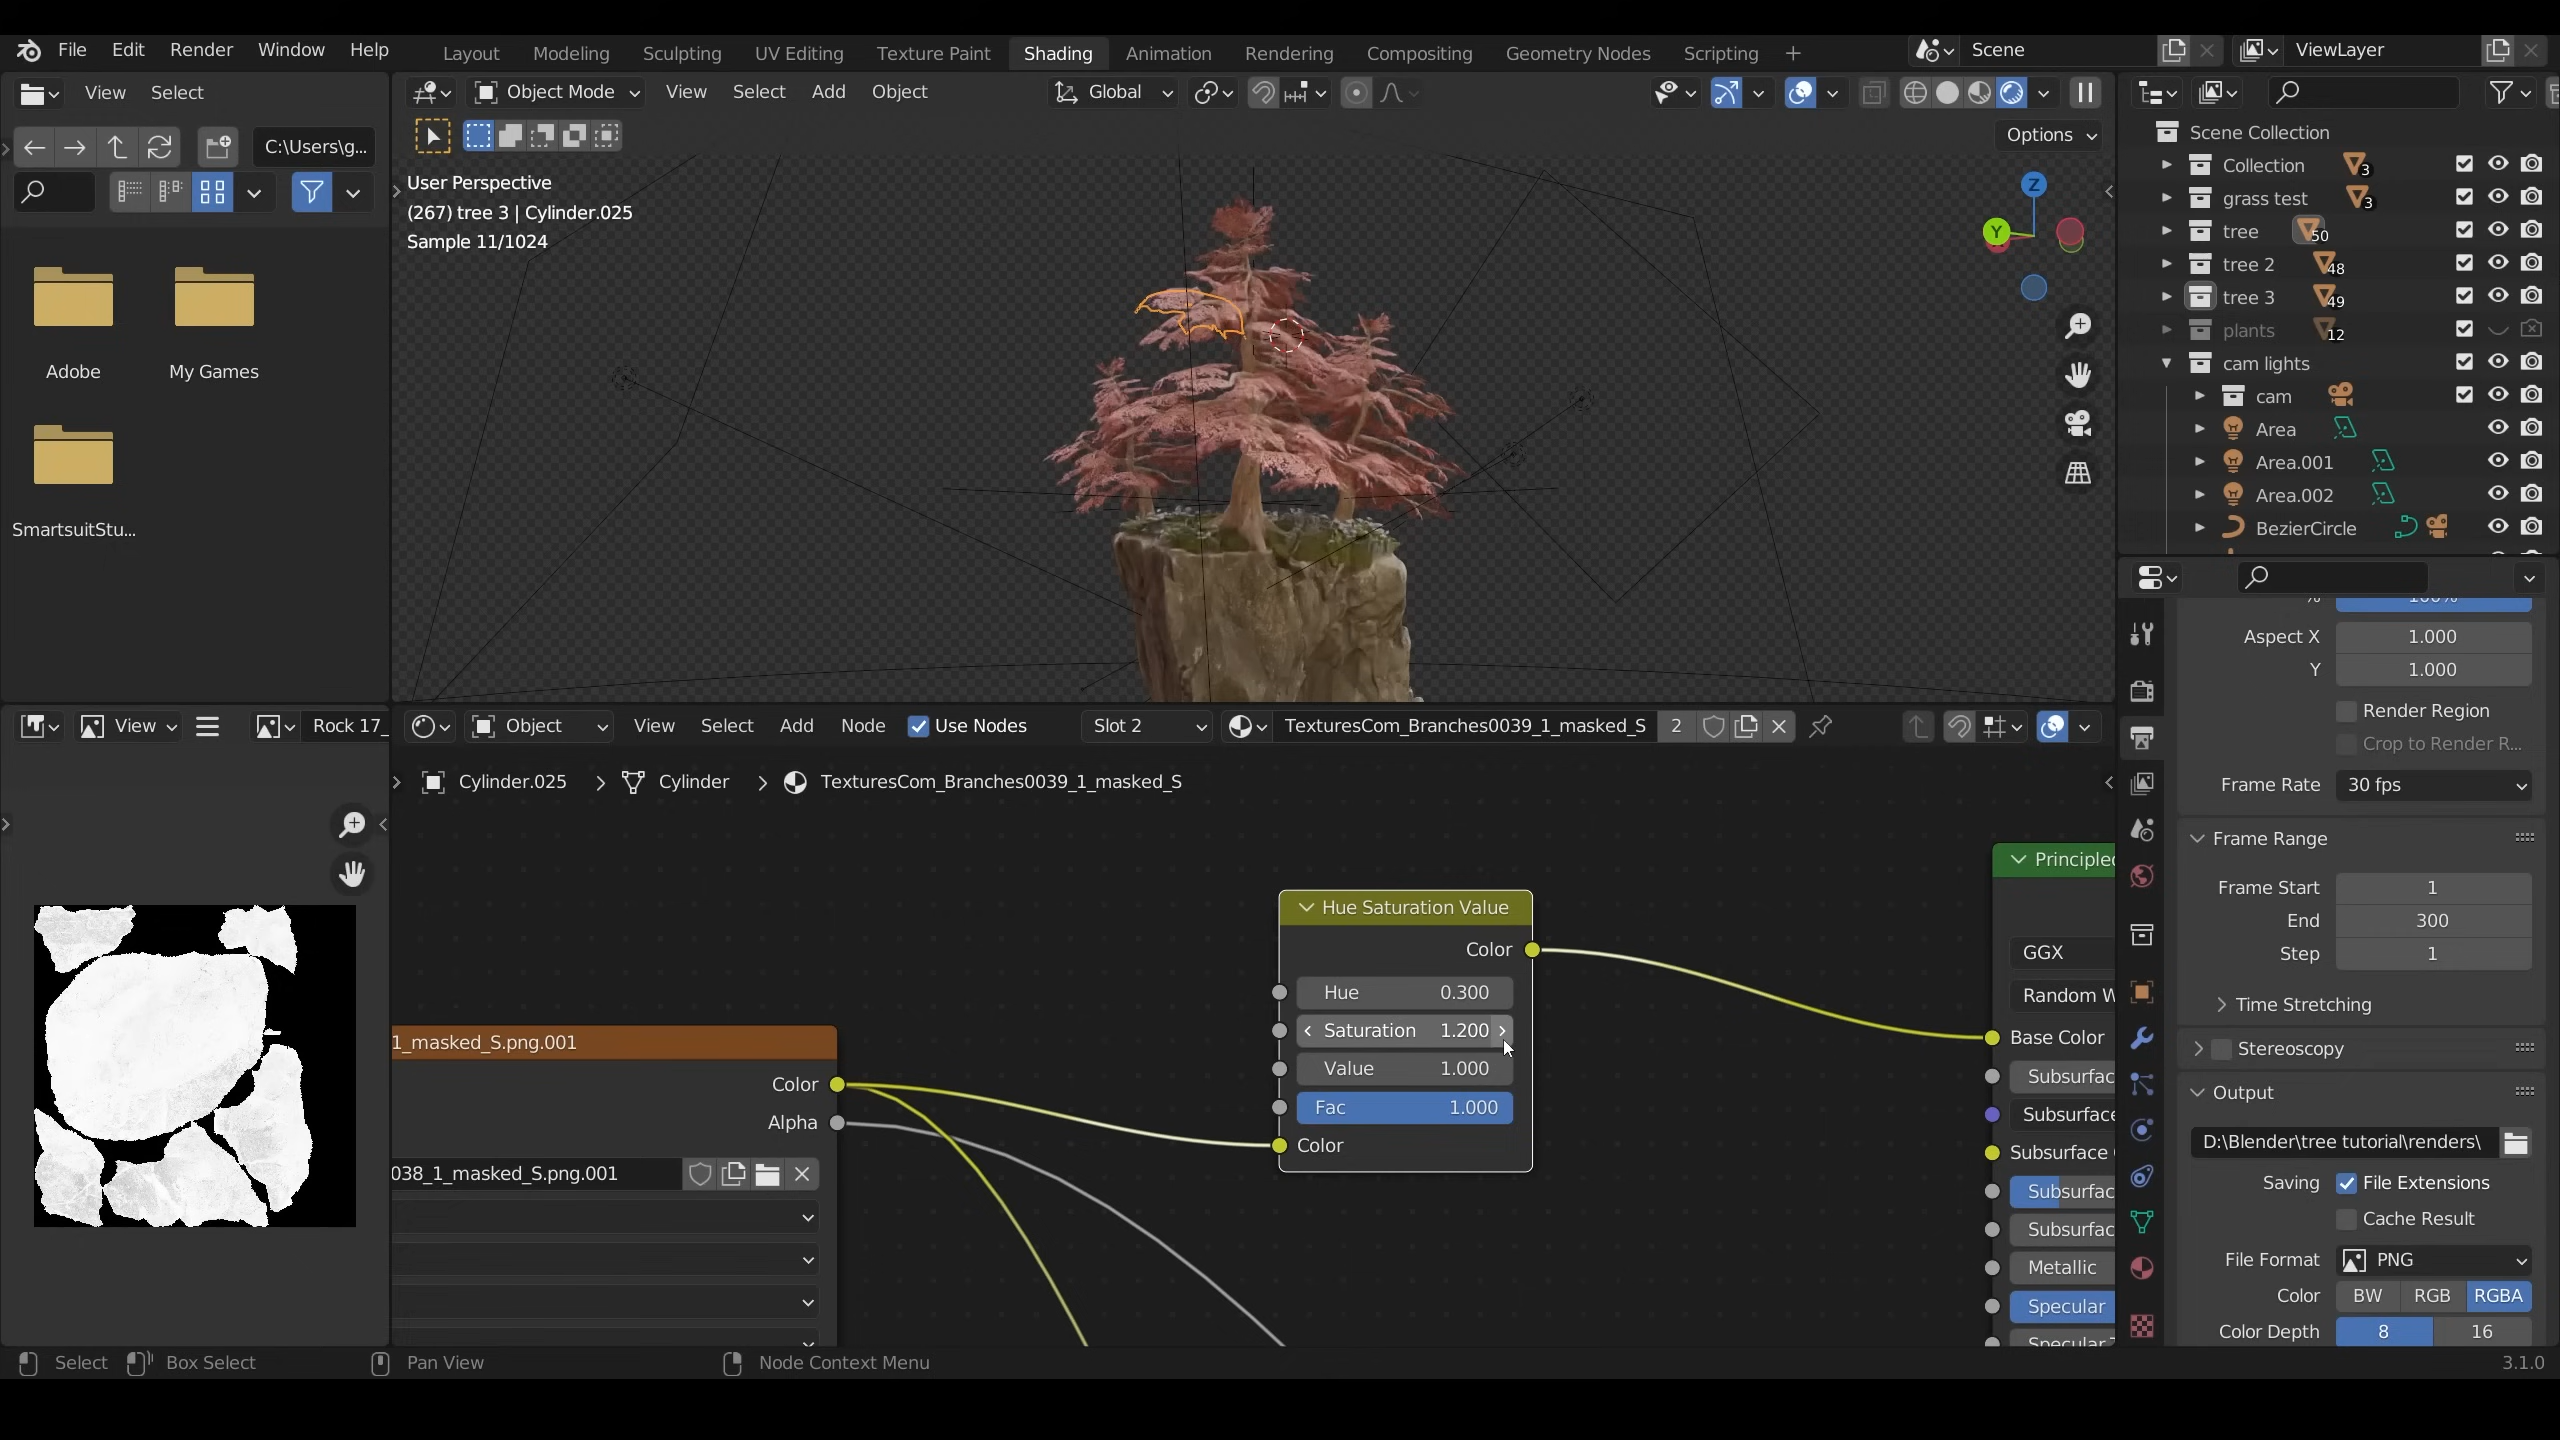 File Edit Render Window Help
Layout Modeling Sculpting UV Editing Texture Paint Shading Animation Rendering Compositing Geometry Nodes Scripting +
Scene
ViewLayer
View Select
C:\Users\g...
Adobe
My Games
SmartsuitStu...
Object Mode View Select Add Object
Global
Options
User Perspective
(267) tree 3 | Cylinder.025
Sample 11/1024
Z
Y
Scene Collection
Collection 3
grass test 3
tree 50
tree 2 48
tree 3 49
plants 12
cam lights
cam
Area
Area.001
Area.002
BezierCircle
Aspect X 1.000
Y 1.000
Render Region
Crop to Render R...
Frame Rate 30 fps
Frame Range
Frame Start 1
End 300
Step 1
Time Stretching
Stereoscopy
Output
D:\Blender\tree tutorial\renders\
Saving File Extensions
Cache Result
File Format PNG
Color BW RGB RGBA
Color Depth 8 16
View
Rock 17_
Object View Select Add Node Use Nodes
Slot 2
TexturesCom_Branches0039_1_masked_S
2
Cylinder.025 > Cylinder > TexturesCom_Branches0039_1_masked_S
1_masked_S.png.001
Color
Alpha
038_1_masked_S.png.001
Hue Saturation Value
Color
Hue 0.300
Saturation 1.200
Value 1.000
Fac 1.000
Color
Principled
GGX
Random W
Base Color
Subsurfac
Subsurface
Subsurface
Subsurfac
Subsurfac
Metallic
Specular
Select Box Select Pan View Node Context Menu
3.1.0